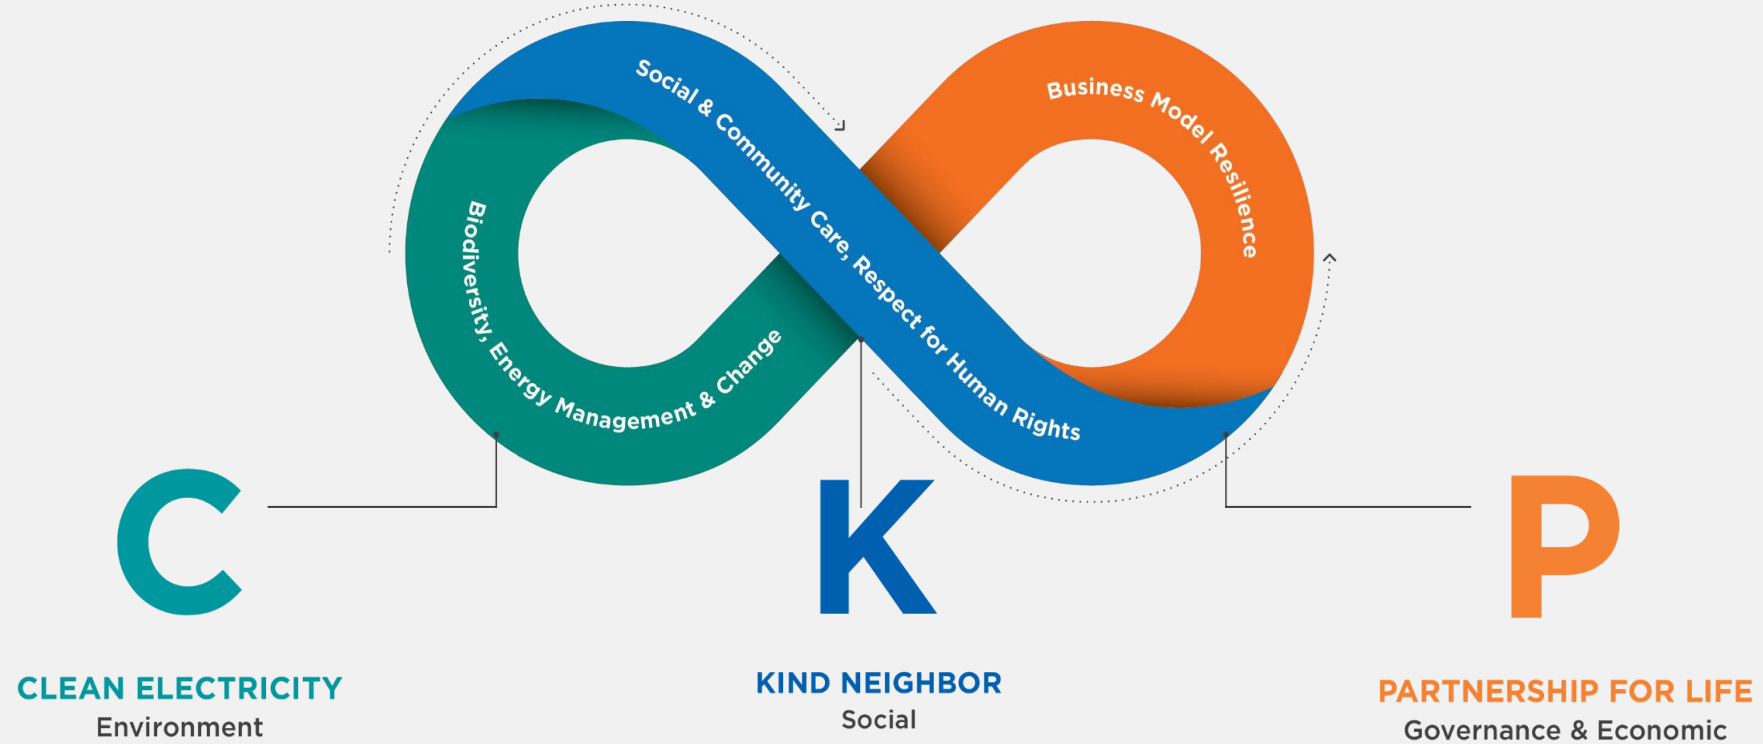 Social & Community Care, Respect for Human Rights
Business Model Resilience
Biodiversity, Energy Management & Change
C
K
P
CLEAN ELECTRICITY
Environment
KIND NEIGHBOR
Social
PARTNERSHIP FOR LIFE
Governance & Economic